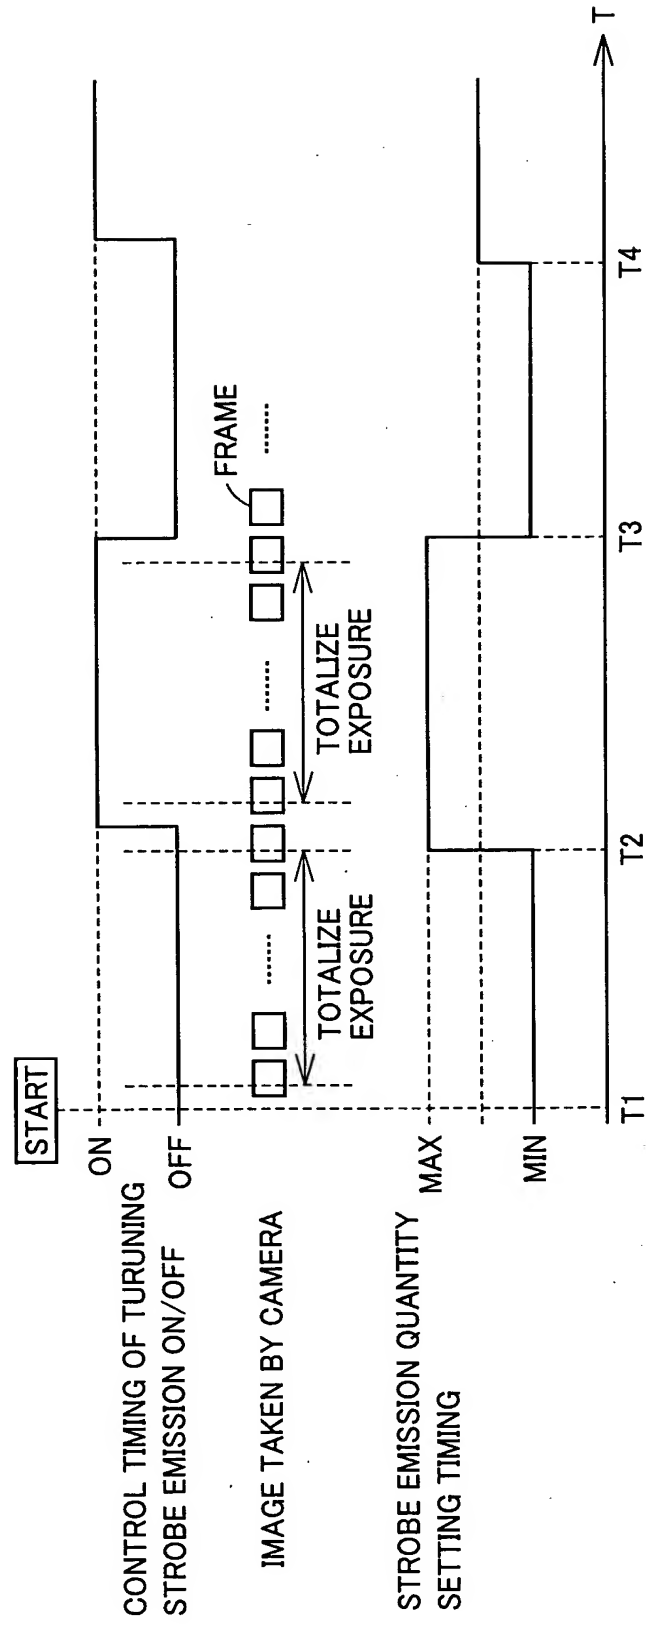 START
CONTROL TIMING OF TURUNING
STROBE EMISSION ON/OFF
ON
OFF
IMAGE TAKEN BY CAMERA
FRAME
TOTALIZE
EXPOSURE
TOTALIZE
EXPOSURE
STROBE EMISSION QUANTITY
SETTING TIMING
MAX
MIN
T1
T2
T3
T4
T